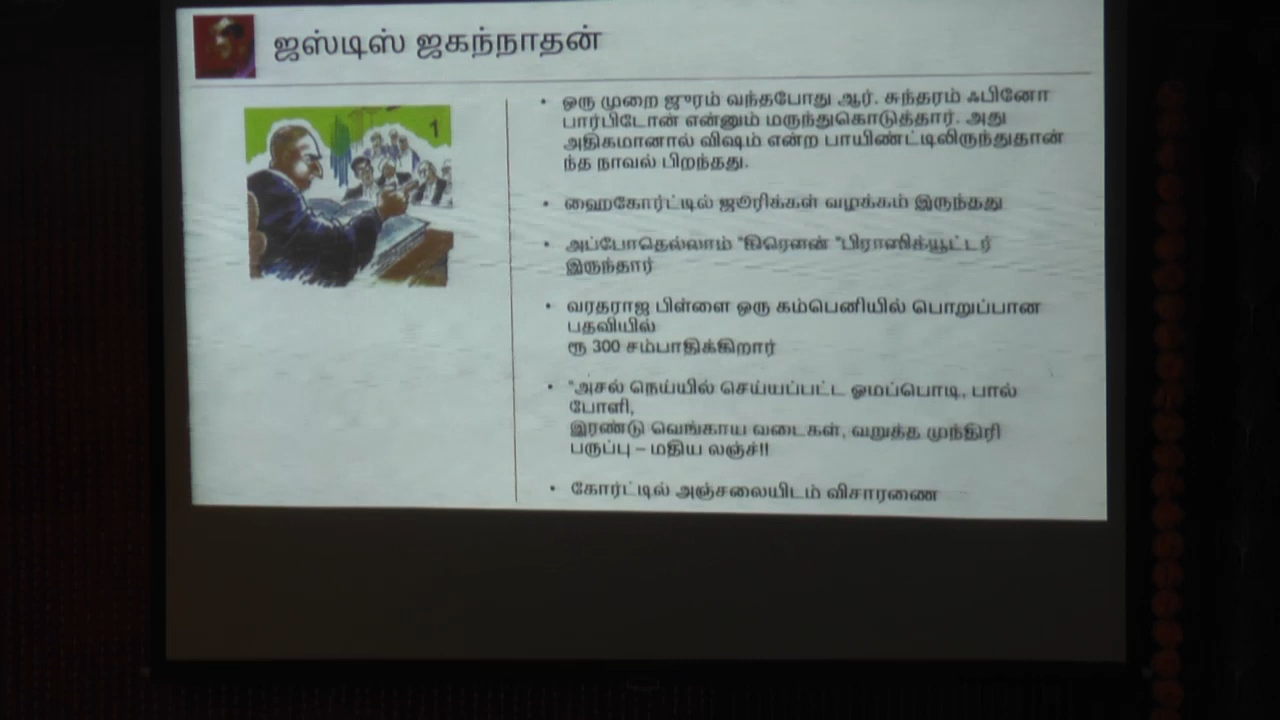 ஜஸ்டிஸ் ஜகந்நாதன்
1
• ஒரு முறை ஜுரம் வந்தபோது ஆர். சுந்தரம் ஃபினோ
பார்பிடோன் என்னும் மருந்துகொடுத்தார். அது
அதிகமானால் விஷம் என்ற பாயிண்ட்டிலிருந்துதான்
ந்த நாவல் பிறந்தது.
• ஹைகோர்ட்டில் ஜூரிக்கள் வழக்கம் இருந்தது
• அப்போதெல்லாம் "கிரௌன் "பிராஸிக்யூட்டர்
இருந்தார்
• வரதராஜ பிள்ளை ஒரு கம்பெனியில் பொறுப்பான
பதவியில்
ரூ 300 சம்பாதிக்கிறார்
• "அசல் நெய்யில் செய்யப்பட்ட ஓமப்பொடி, பால்
போளி,
இரண்டு வெங்காய வடைகள், வறுத்த முந்திரி
பருப்பு – மதிய லஞ்ச்!!
• கோர்ட்டில் அஞ்சலையிடம் விசாரணை